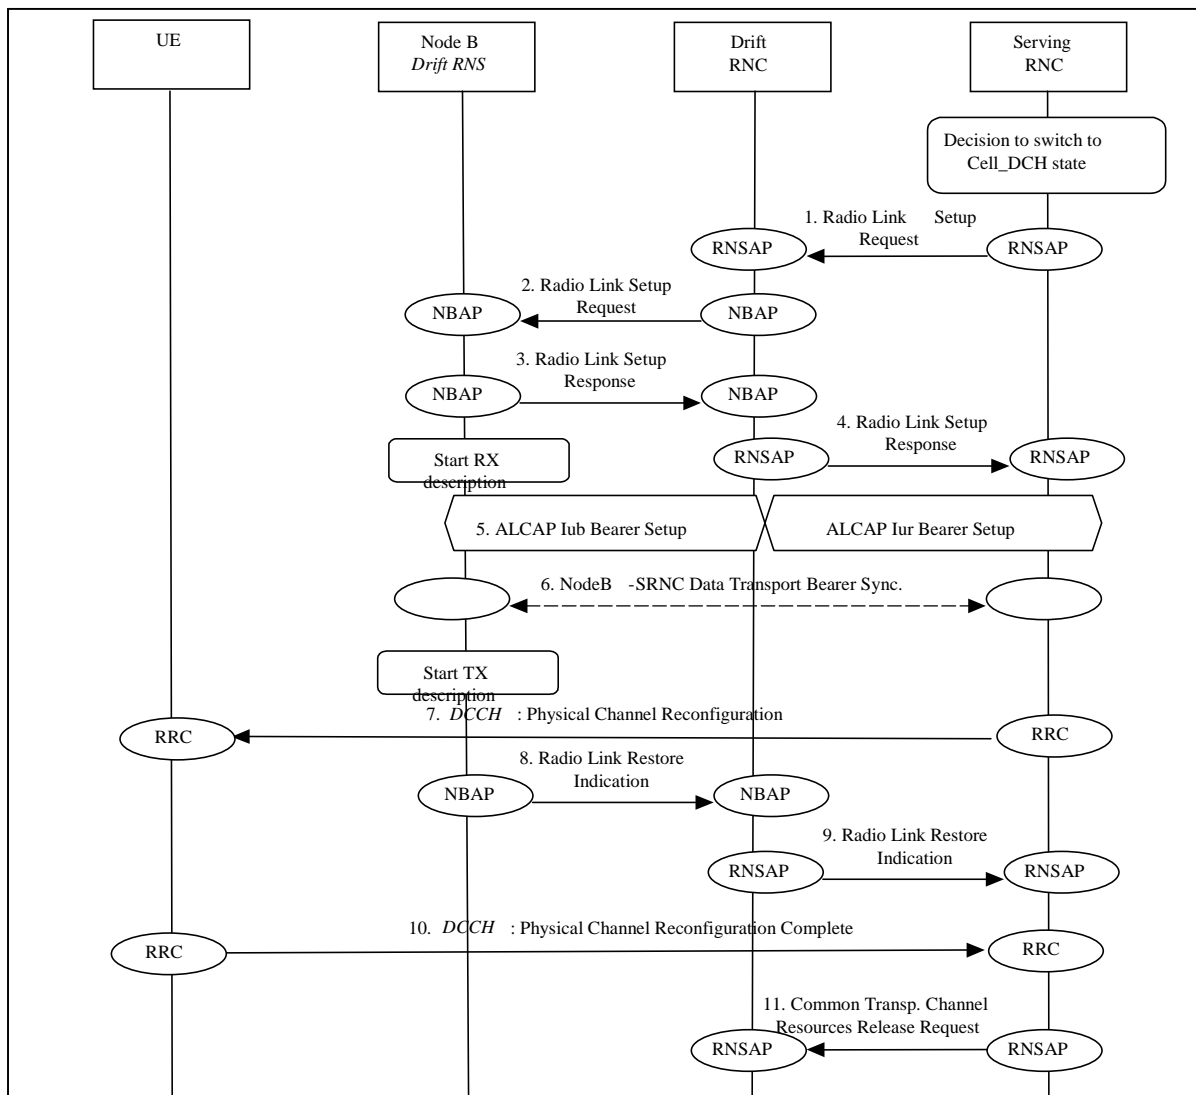 UE
Node B
Drift RNS
Drift
RNC
Serving
RNC
Decision to switch to
Cell_DCH state
1. Radio Link Setup
Request
RNSAP
RNSAP
2. Radio Link Setup
Request
NBAP
NBAP
3. Radio Link Setup
Response
NBAP
NBAP
4. Radio Link Setup
Response
RNSAP
RNSAP
Start RX
description
5. ALCAP Iub Bearer Setup
ALCAP Iur Bearer Setup
6. NodeB -SRNC Data Transport Bearer Sync.
Start TX
description
7. DCCH : Physical Channel Reconfiguration
RRC
RRC
8. Radio Link Restore
Indication
NBAP
NBAP
9. Radio Link Restore
Indication
RNSAP
RNSAP
10. DCCH : Physical Channel Reconfiguration Complete
RRC
RRC
11. Common Transp. Channel
Resources Release Request
RNSAP
RNSAP